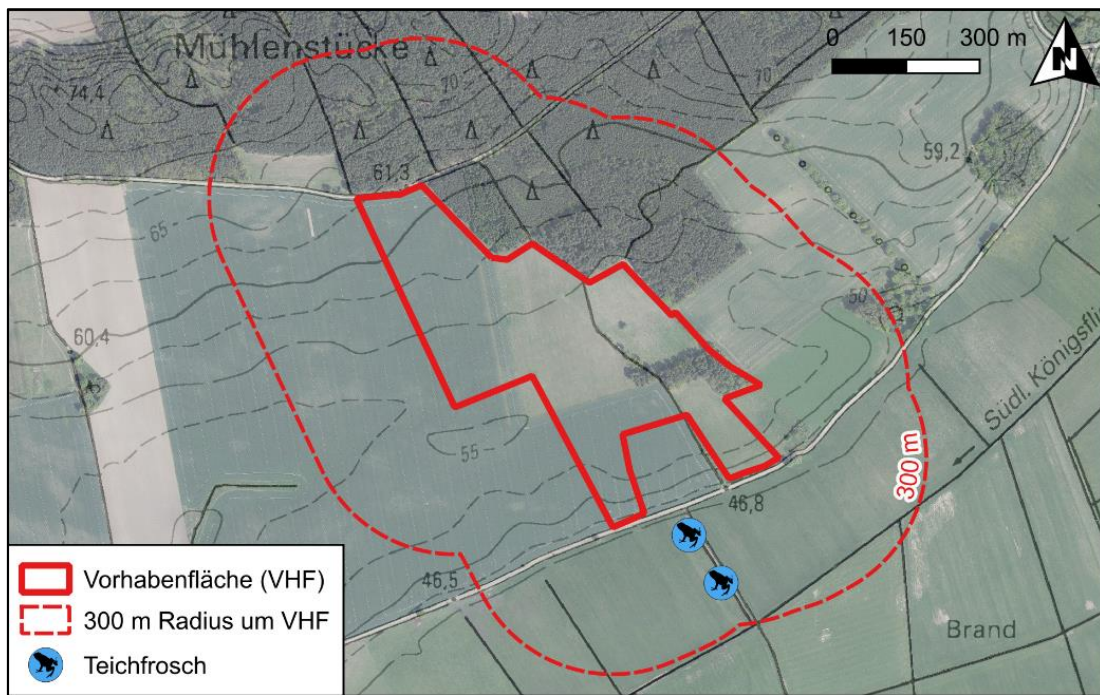 Mühlenstücke
0 150 300 m
N
74,4
70
70
61,3
59,2
65
50
60,4
Südl. Königsfli
55
300 m
46,8
46,5
Brand
Vorhabenfläche (VHF)
300 m Radius um VHF
Teichfrosch